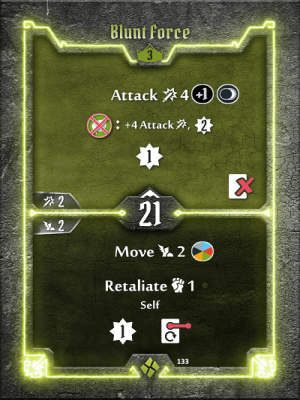 Blunt Force
3
Attack 4 +1
: +4 Attack, 2
1
2
21
2
Move 2
Retaliate 1
Self
1
133